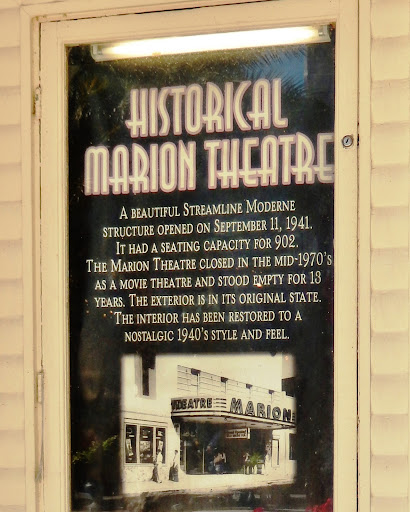 HISTORICAL
MARION THEATRE
A BEAUTIFUL STREAMLINE MODERNE
STRUCTURE OPENED ON SEPTEMBER 11, 1941.
IT HAD A SEATING CAPACITY FOR 902.
THE MARION THEATRE CLOSED IN THE MID-1970'S
AS A MOVIE THEATRE AND STOOD EMPTY FOR 13
YEARS. THE EXTERIOR IS IN ITS ORIGINAL STATE.
THE INTERIOR HAS BEEN RESTORED TO A
NOSTALGIC 1940'S STYLE AND FEEL.
THEATRE MARION